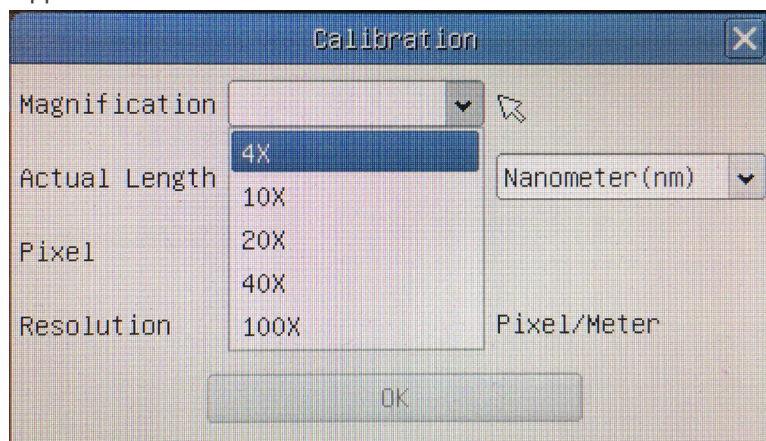 Calibration
Magnification
4X
Actual Length
Nanometer(nm)
10X
Pixel
20X
40X
Resolution
100X
Pixel/Meter
OK